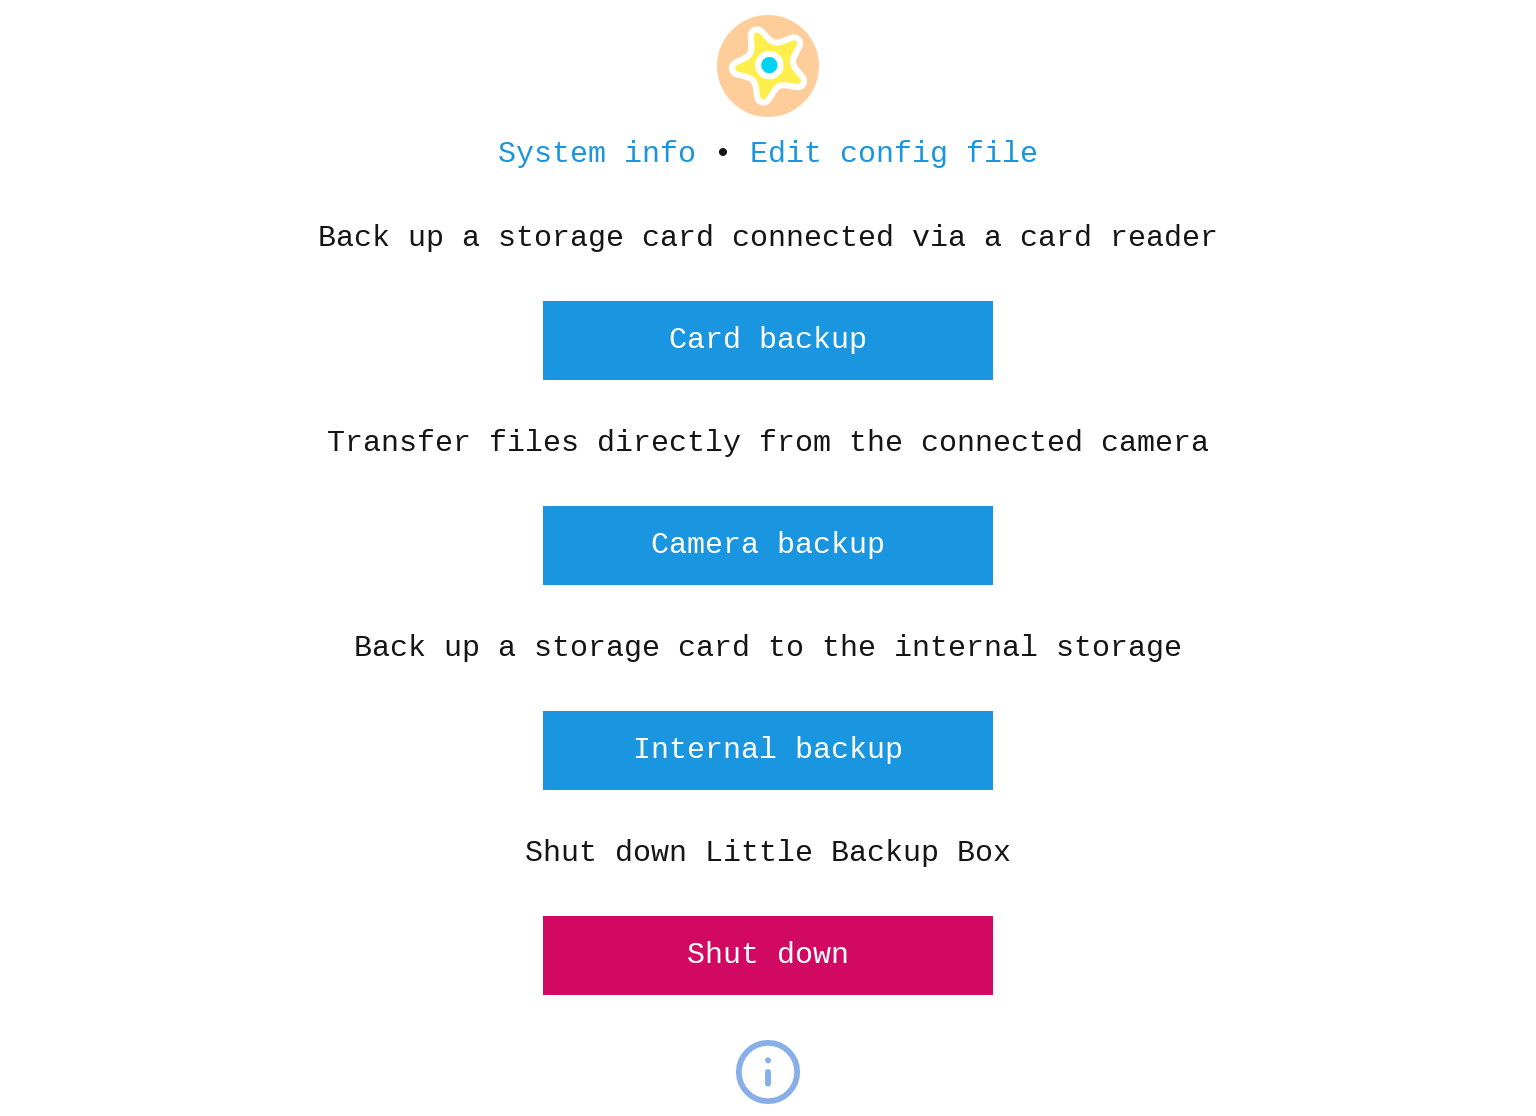 System info • Edit config file
Back up a storage card connected via a card reader
Card backup
Transfer files directly from the connected camera
Camera backup
Back up a storage card to the internal storage
Internal backup
Shut down Little Backup Box
Shut down